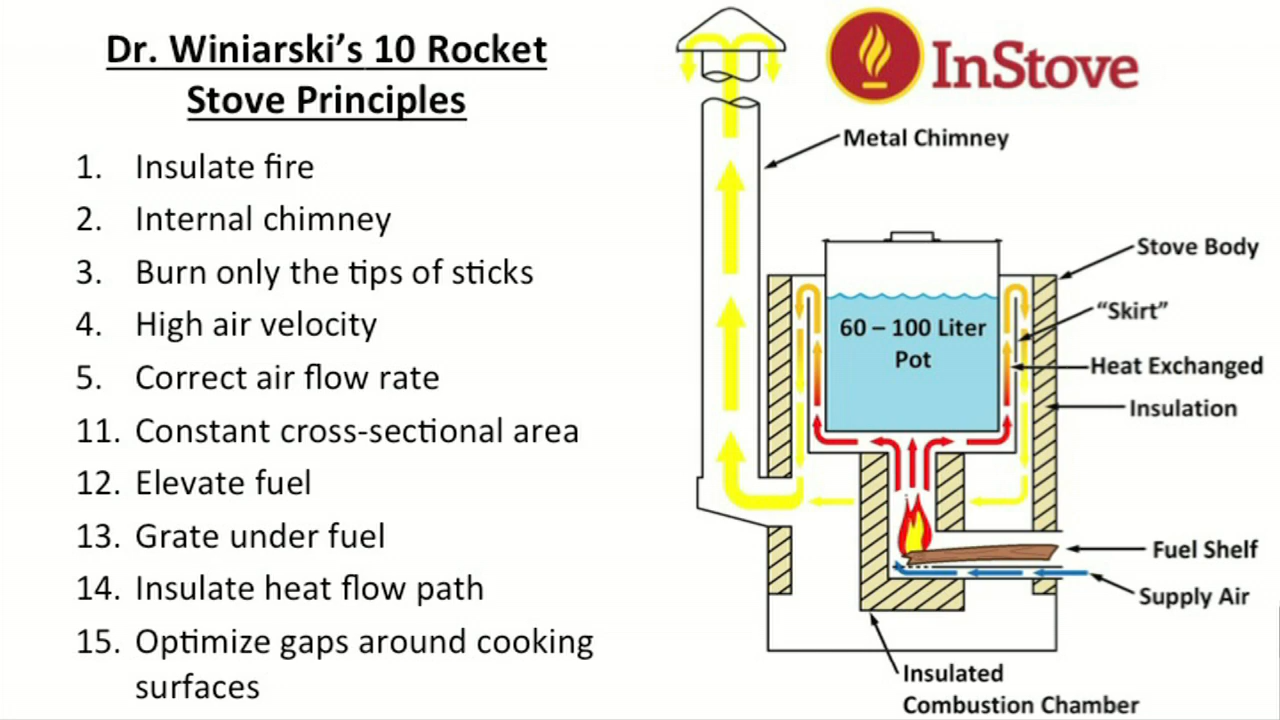 Dr. Winiarski’s 10 Rocket
Stove Principles
1. Insulate fire
2. Internal chimney
3. Burn only the tips of sticks
4. High air velocity
5. Correct air flow rate
11. Constant cross-sectional area
12. Elevate fuel
13. Grate under fuel
14. Insulate heat flow path
15. Optimize gaps around cooking
surfaces
InStove
Metal Chimney
Stove Body
“Skirt”
60 – 100 Liter
Pot
Heat Exchanged
Insulation
Fuel Shelf
Supply Air
Insulated
Combustion Chamber